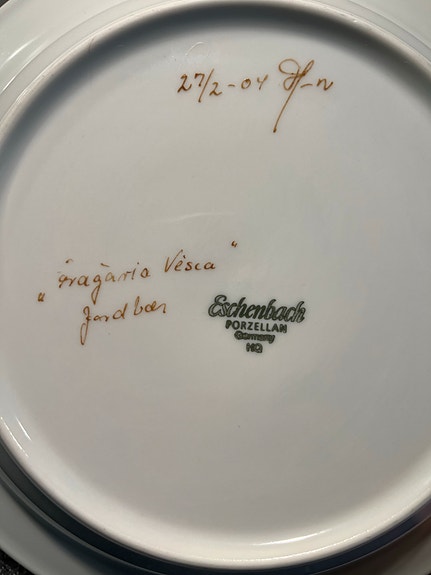 27/2-04
"Fragaria Vesca"
Jordbær
Eschenbach
PORZELLAN
Germany
HQ